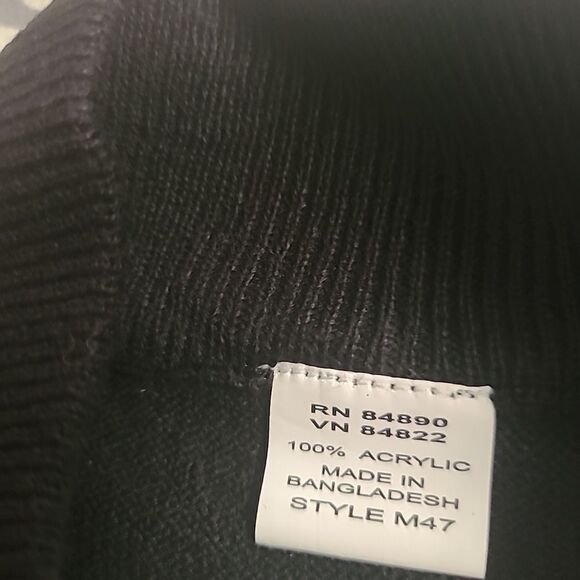 RN 84890
VN 84822
100% ACRYLIC
MADE IN
BANGLADESH
STYLE M47